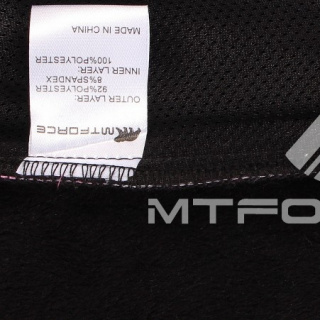 MTFORCE
OUTER LAYER:
92%POLYESTER
8%SPANDEX
INNER LAYER:
100%POLYESTER
MADE IN CHINA
MTFO